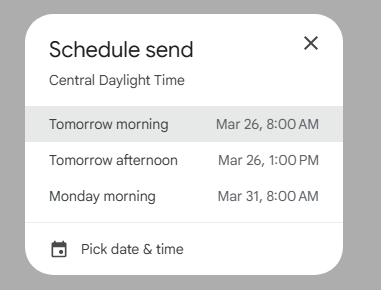 Schedule send
Central Daylight Time
Tomorrow morning Mar 26, 8:00 AM
Tomorrow afternoon Mar 26, 1:00 PM
Monday morning Mar 31, 8:00 AM
Pick date & time